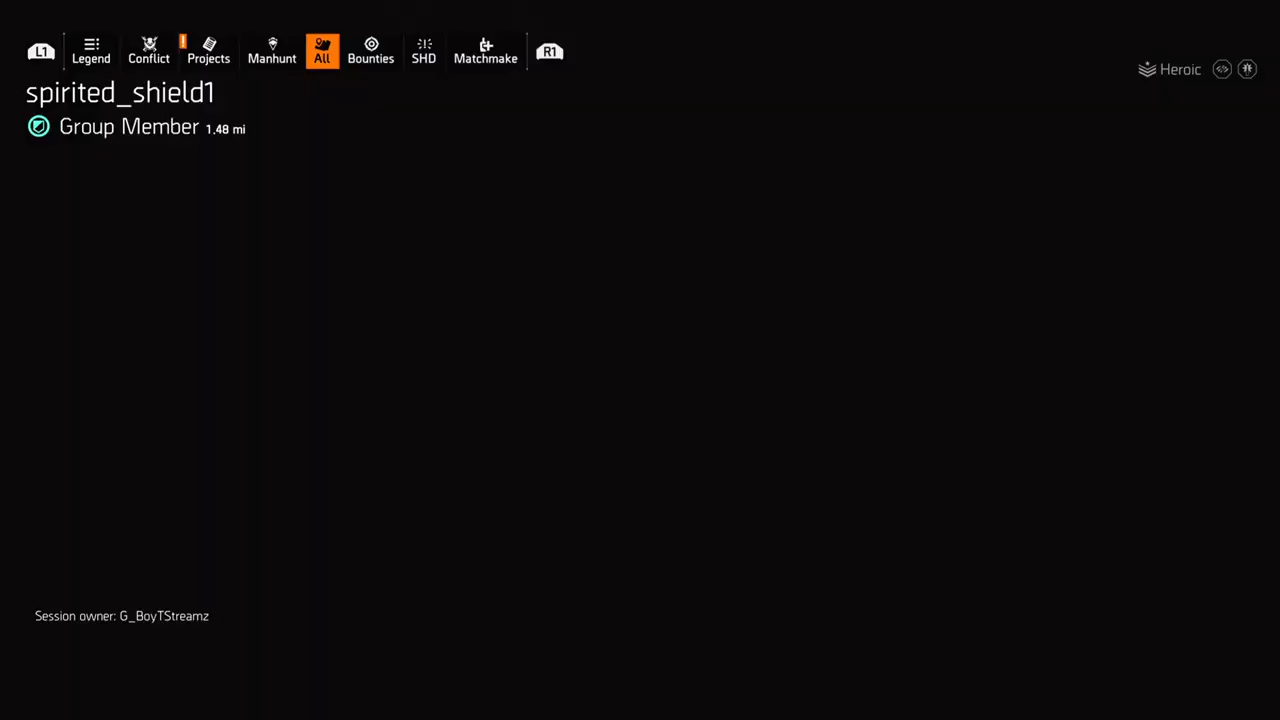 L1 Legend Conflict Projects Manhunt All Bounties SHD Matchmake R1
Heroic
spirited_shield1
Group Member 1.48 mi
Session owner: G_BoyTStreamz